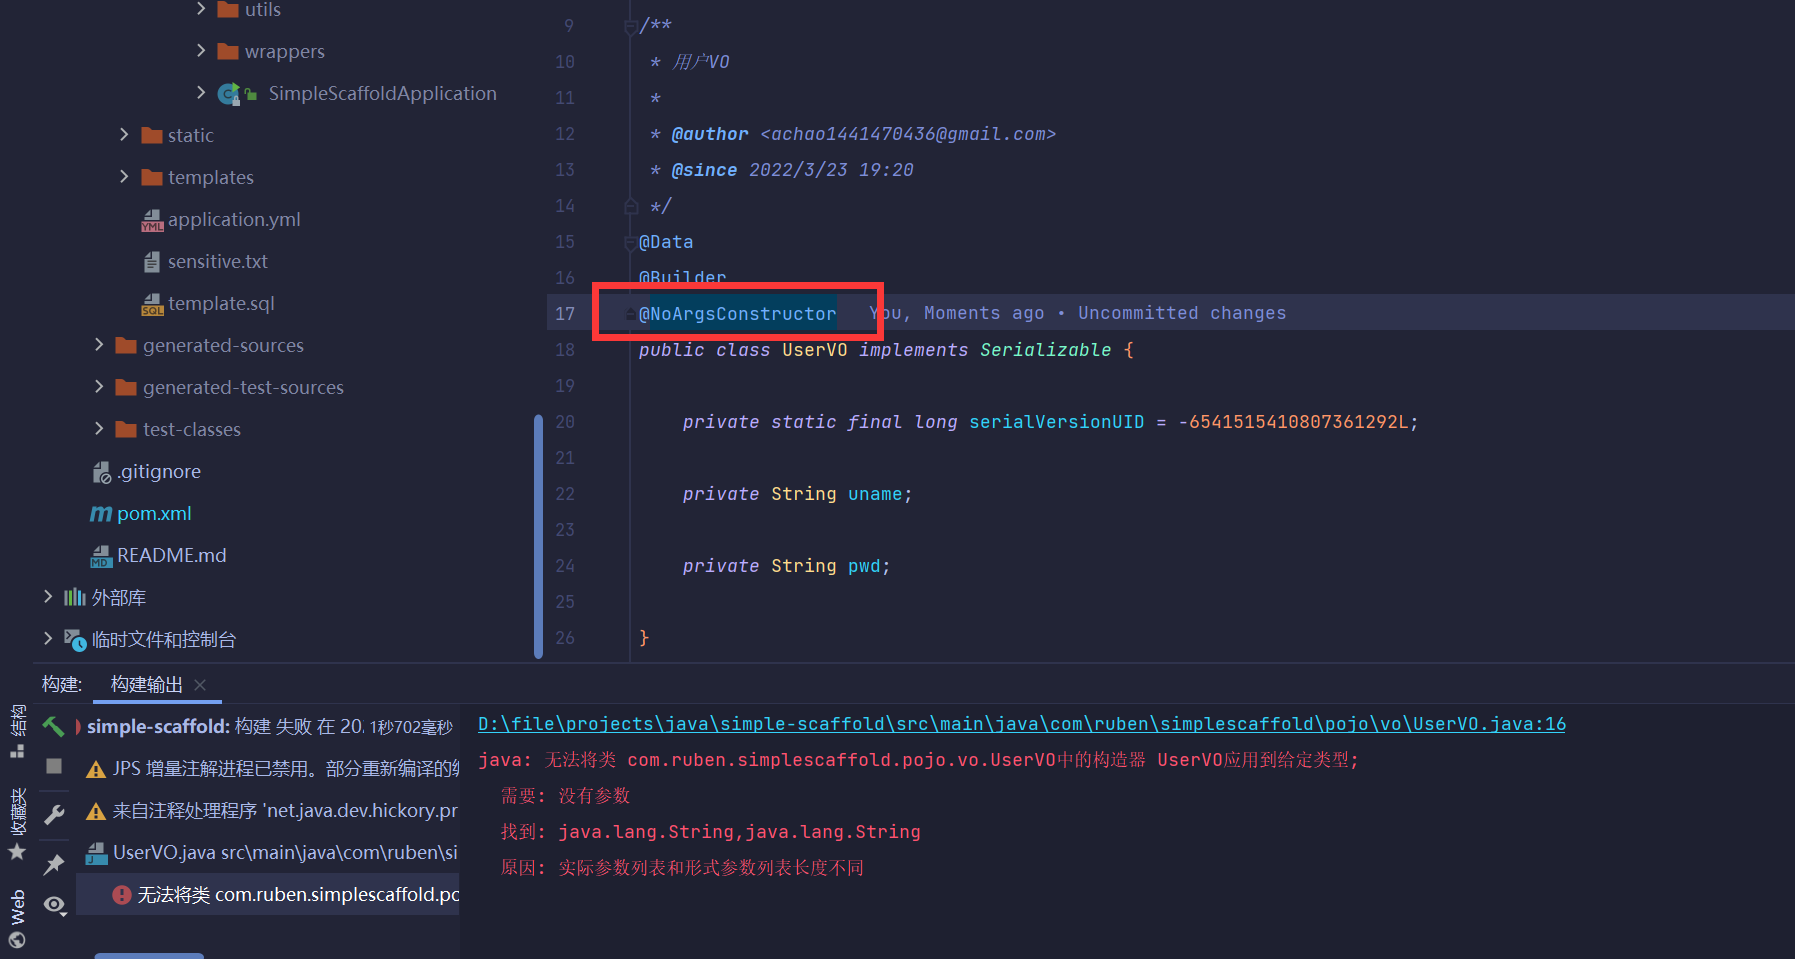 utils
wrappers
SimpleScaffoldApplication
static
templates
application.yml
sensitive.txt
template.sql
generated-sources
generated-test-sources
test-classes
.gitignore
pom.xml
README.md
外部库
临时文件和控制台
9 /**
10 * 用户VO
11 *
12 * @author <achao1441470436@gmail.com>
13 * @since 2022/3/23 19:20
14 */
15 @Data
16 @Builder
17 @NoArgsConstructor You, Moments ago • Uncommitted changes
18 public class UserVO implements Serializable {
19
20 private static final long serialVersionUID = -6541515410807361292L;
21
22 private String uname;
23
24 private String pwd;
25
26 }
构建: 构建输出
simple-scaffold: 构建 失败 在 20. 1秒702毫秒
JPS 增量注解进程已禁用。部分重新编译的编
来自注释处理程序 'net.java.dev.hickory.pr
UserVO.java src\main\java\com\ruben\si
无法将类 com.ruben.simplescaffold.po
D:\file\projects\java\simple-scaffold\src\main\java\com\ruben\simplescaffold\pojo\vo\UserVO.java:16
java: 无法将类 com.ruben.simplescaffold.pojo.vo.UserVO中的构造器 UserVO应用到给定类型;
需要: 没有参数
找到: java.lang.String,java.lang.String
原因: 实际参数列表和形式参数列表长度不同
结构
收藏夹
Web